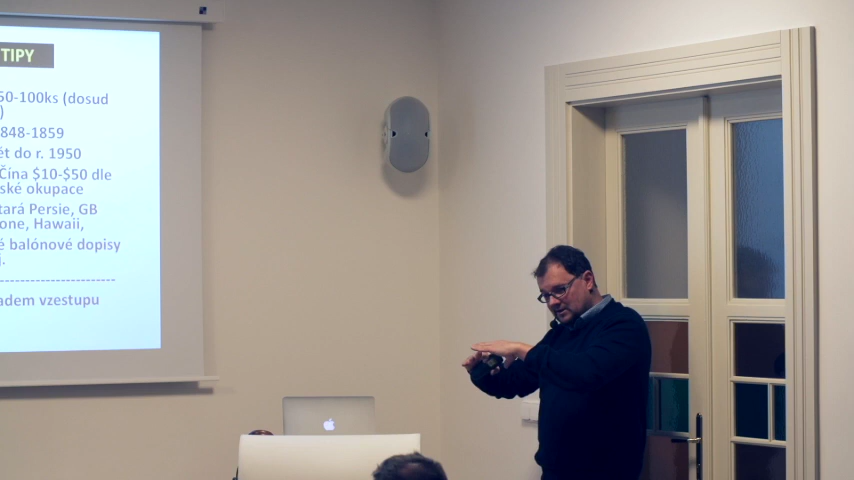 TIPY
50-100ks (dosud
)
1848-1859
ět do r. 1950
Čína $10-$50 dle
ské okupace
tará Persie, GB
one, Hawaii,
é balónové dopisy
j.
-----------------------
adem vzestupu